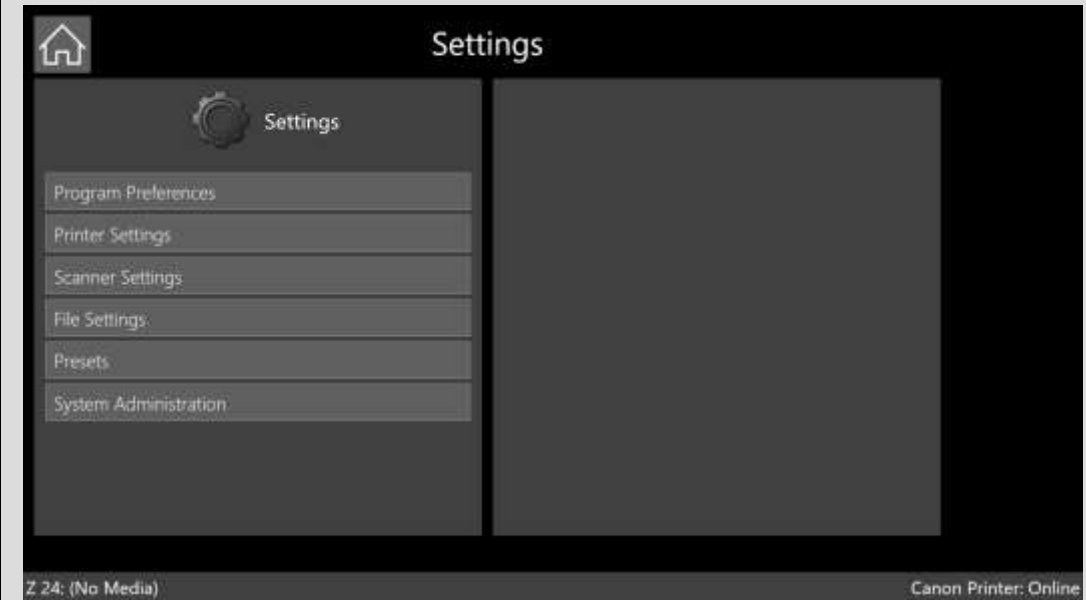 Settings
Settings
Program Preferences
Printer Settings
Scanner Settings
File Settings
Presets
System Administration
Z 24: (No Media)
Canon Printer: Online